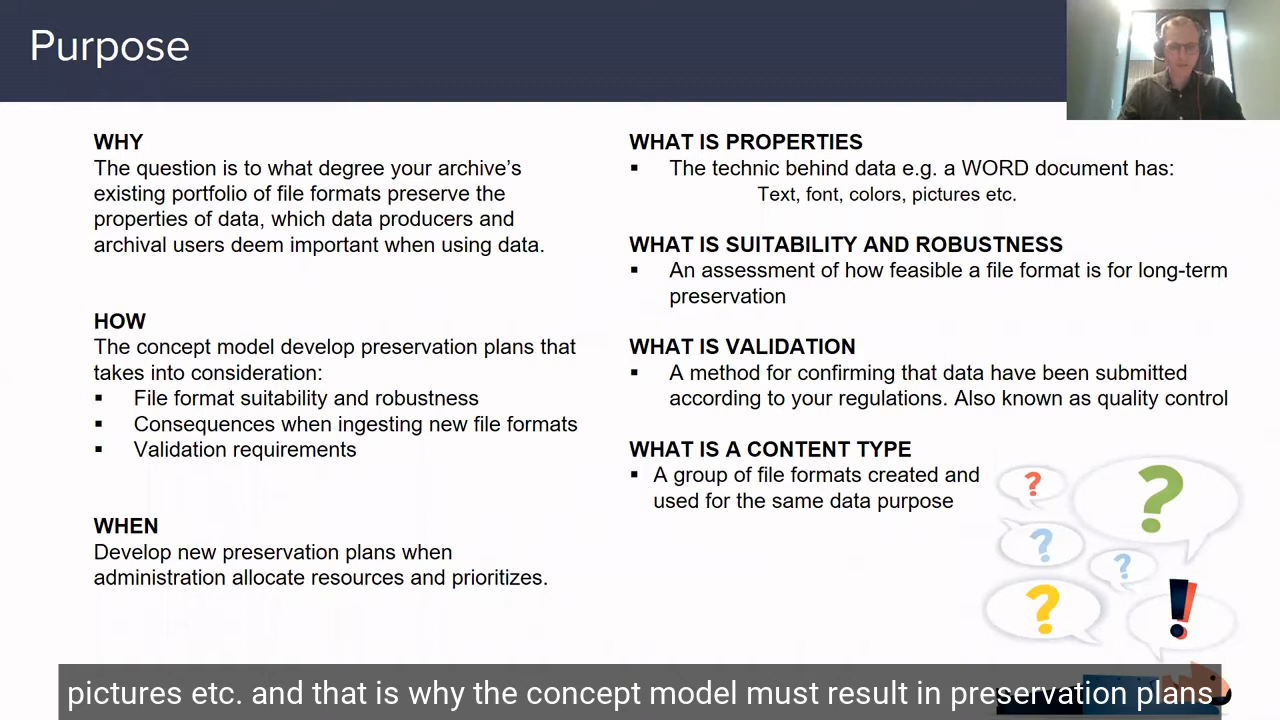 Purpose
WHY
The question is to what degree your archive's
existing portfolio of file formats preserve the
properties of data, which data producers and
archival users deem important when using data.
HOW
The concept model develop preservation plans that
takes into consideration:
▪ File format suitability and robustness
▪ Consequences when ingesting new file formats
▪ Validation requirements
WHEN
Develop new preservation plans when
administration allocate resources and prioritizes.
WHAT IS PROPERTIES
▪ The technic behind data e.g. a WORD document has:
Text, font, colors, pictures etc.
WHAT IS SUITABILITY AND ROBUSTNESS
▪ An assessment of how feasible a file format is for long-term
preservation
WHAT IS VALIDATION
▪ A method for confirming that data have been submitted
according to your regulations. Also known as quality control
WHAT IS A CONTENT TYPE
▪ A group of file formats created and
used for the same data purpose
? ?
? ?
? !
pictures etc. and that is why the concept model must result in preservation plans